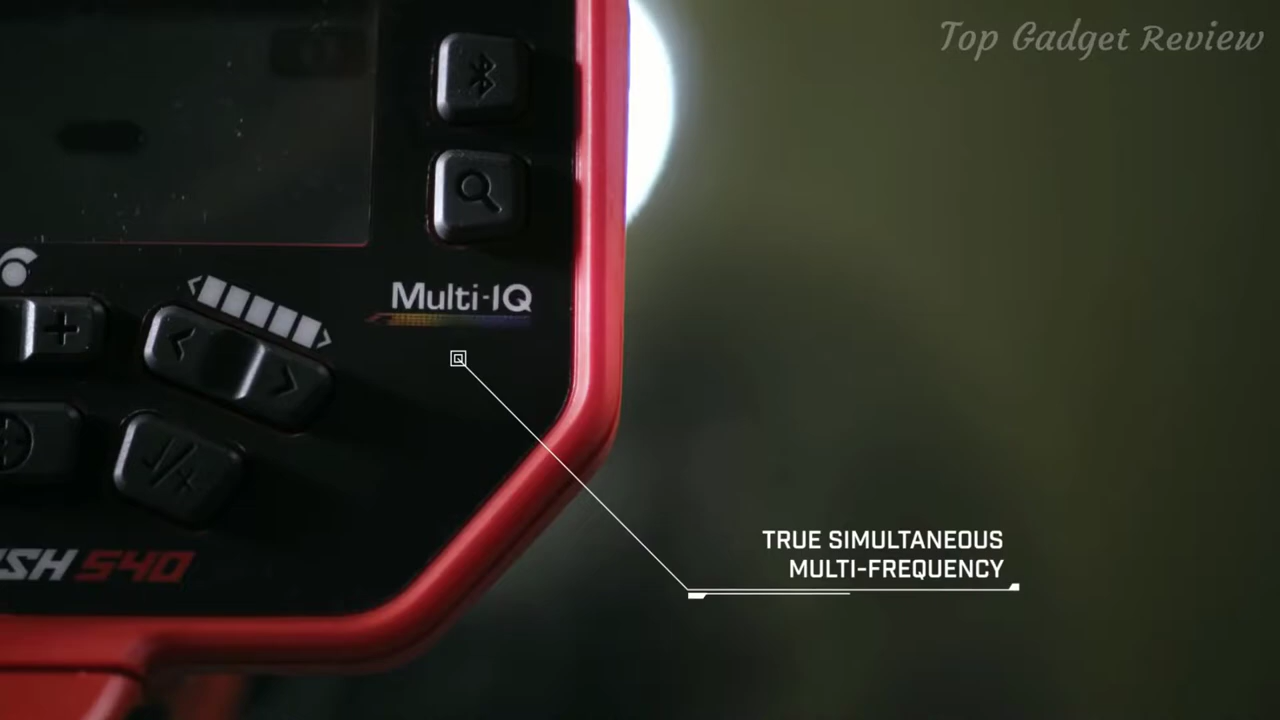 Top Gadget Review
Multi-IQ
TRUE SIMULTANEOUS
MULTI-FREQUENCY
SH 540